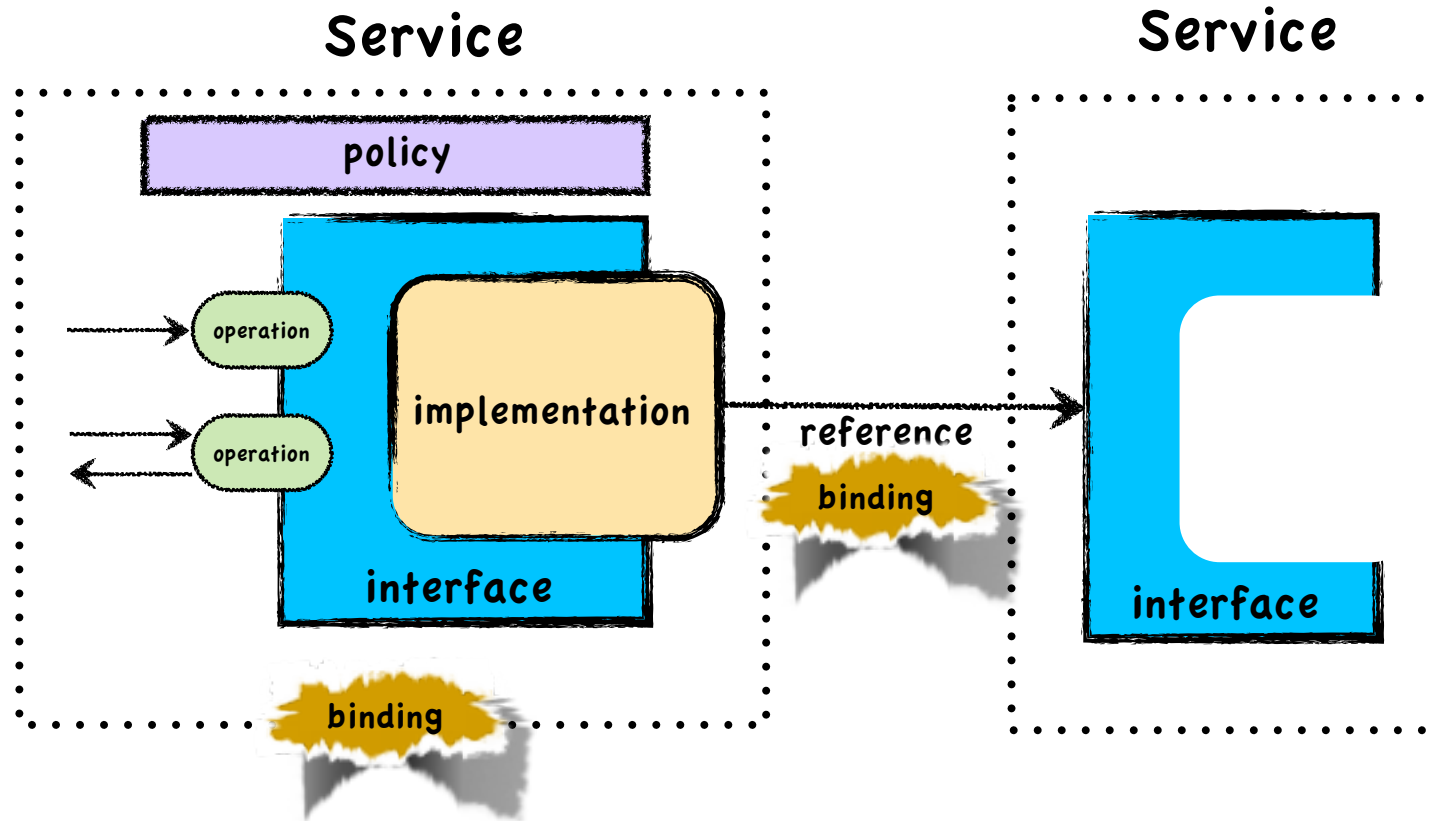 Service
Service
policy
operation
implementation
operation
reference
binding
interface
interface
binding